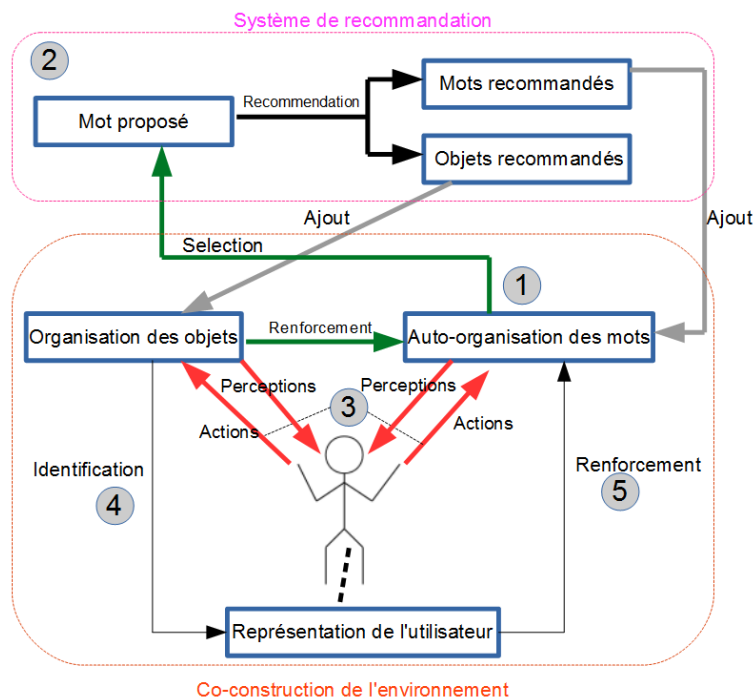 Système de recommandation
2
Mots recommandés
Recommendation
Mot proposé
Objets recommandés
Ajout
Ajout
Selection
1
Organisation des objets
Renforcement
Auto-organisation des mots
Perceptions
Perceptions
3
Actions
Actions
Identification
Renforcement
4
5
Représentation de l'utilisateur
Co-construction de l'environnement